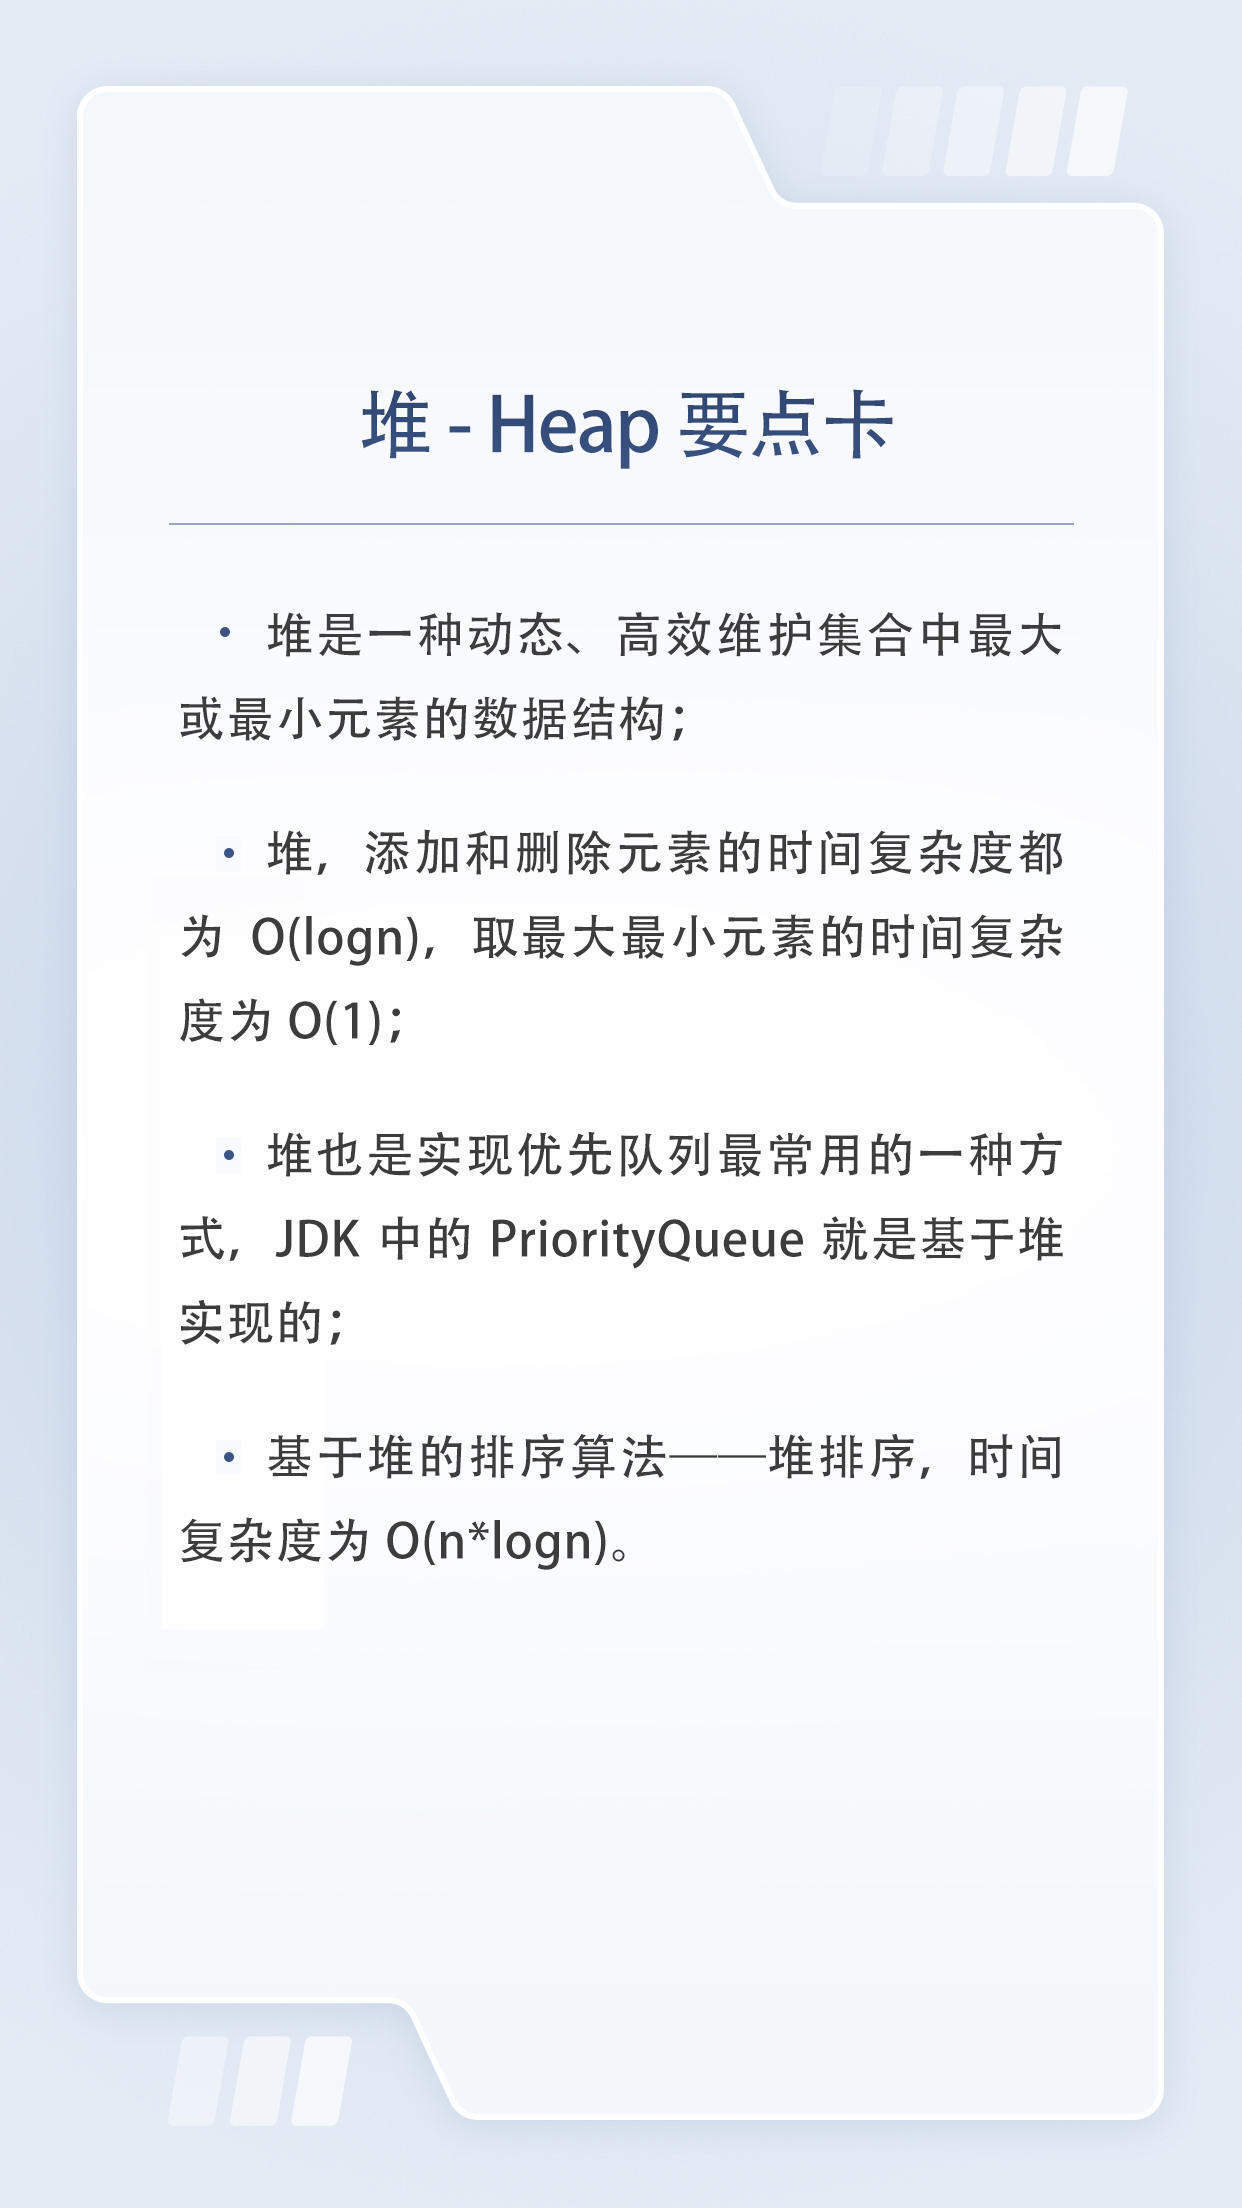 堆 - Heap 要点卡
· 堆是一种动态、高效维护集合中最大
或最小元素的数据结构；
· 堆，添加和删除元素的时间复杂度都
为 O(logn)，取最大最小元素的时间复杂
度为 O(1)；
· 堆也是实现优先队列最常用的一种方
式，JDK 中的 PriorityQueue 就是基于堆
实现的；
· 基于堆的排序算法——堆排序，时间
复杂度为 O(n*logn)。